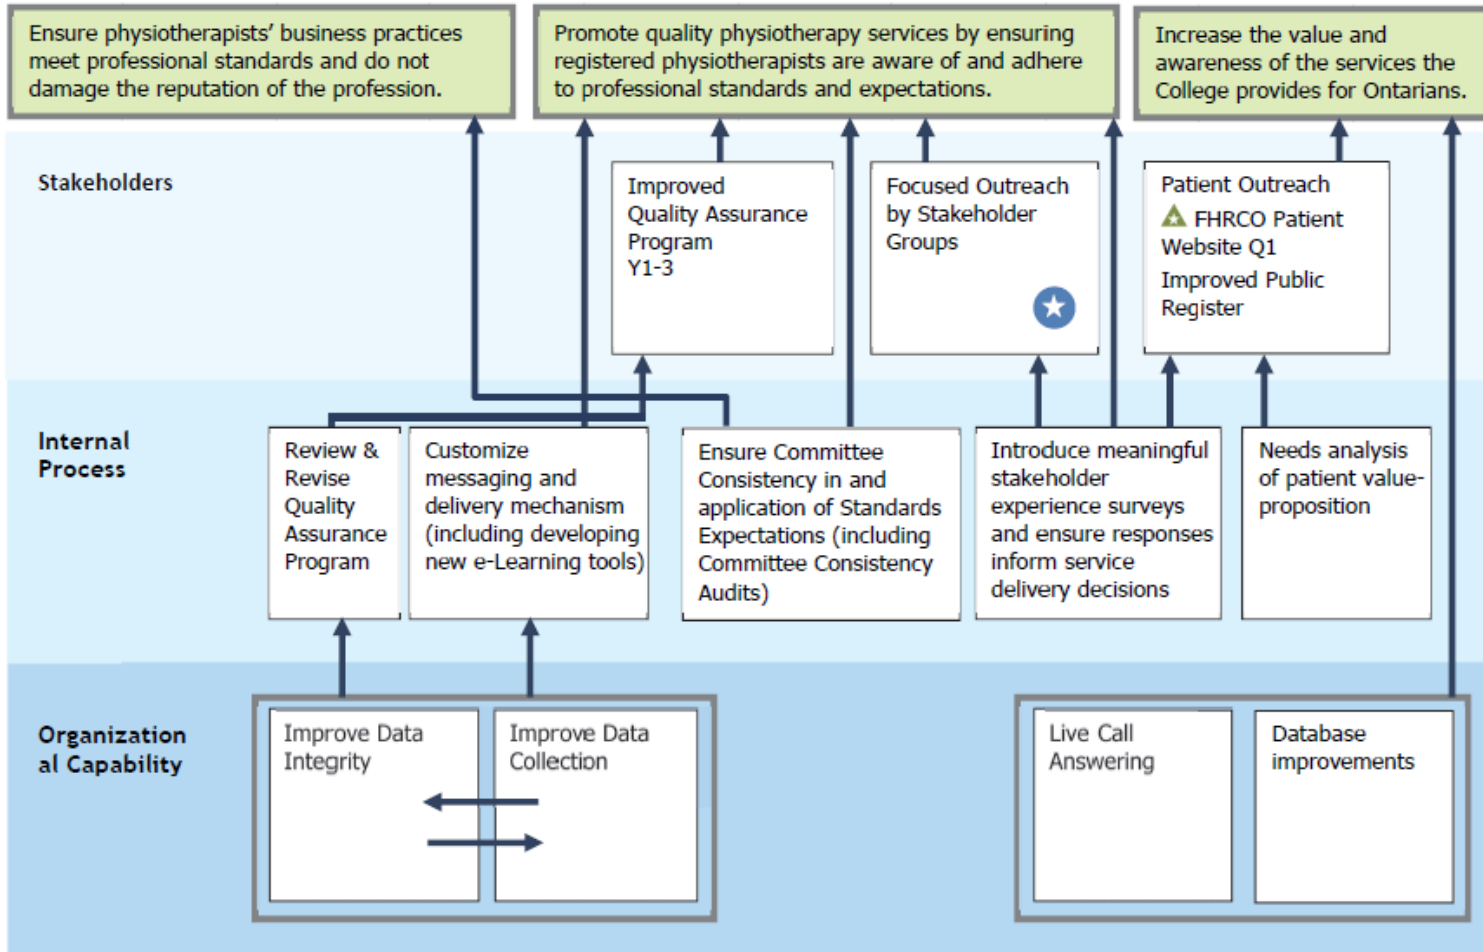 Ensure physiotherapists’ business practices
meet professional standards and do not
damage the reputation of the profession.
Promote quality physiotherapy services by ensuring
registered physiotherapists are aware of and adhere
to professional standards and expectations.
Increase the value and
awareness of the services the
College provides for Ontarians.
Stakeholders
Improved
Quality Assurance
Program
Y1-3
Focused Outreach
by Stakeholder
Groups
Patient Outreach
FHRCO Patient
Website Q1
Improved Public
Register
Internal
Process
Review &
Revise
Quality
Assurance
Program
Customize
messaging and
delivery mechanism
(including developing
new e-Learning tools)
Ensure Committee
Consistency in and
application of Standards
Expectations (including
Committee Consistency
Audits)
Introduce meaningful
stakeholder
experience surveys
and ensure responses
inform service
delivery decisions
Needs analysis
of patient value-
proposition
Organization
al Capability
Improve Data
Integrity
Improve Data
Collection
Live Call
Answering
Database
improvements